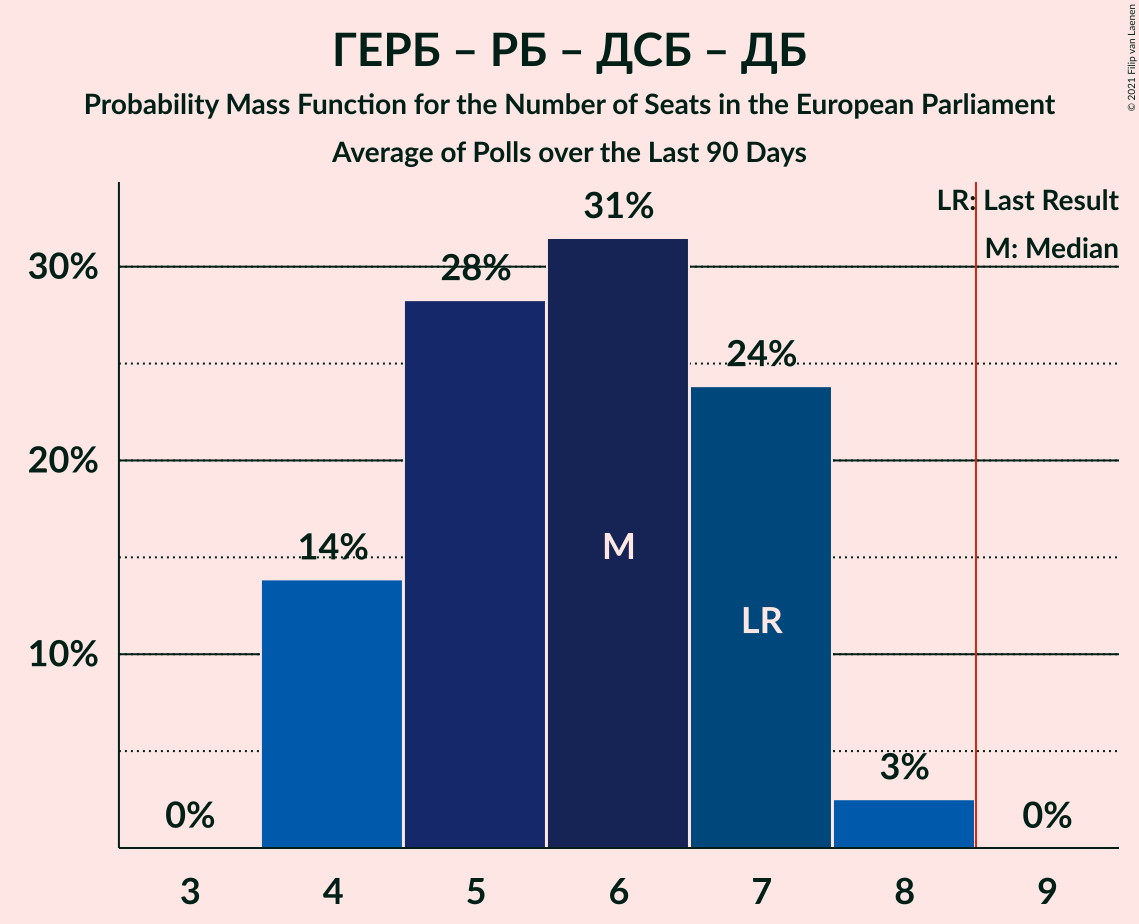 ГЕРБ – РБ – ДСБ – ДБ
Probability Mass Function for the Number of Seats in the European Parliament
Average of Polls over the Last 90 Days
© 2021 Filip van Laenen
LR: Last Result
M: Median
30%
20%
10%
0%
14%
28%
31%
24%
3%
0%
M
LR
3
4
5
6
7
8
9